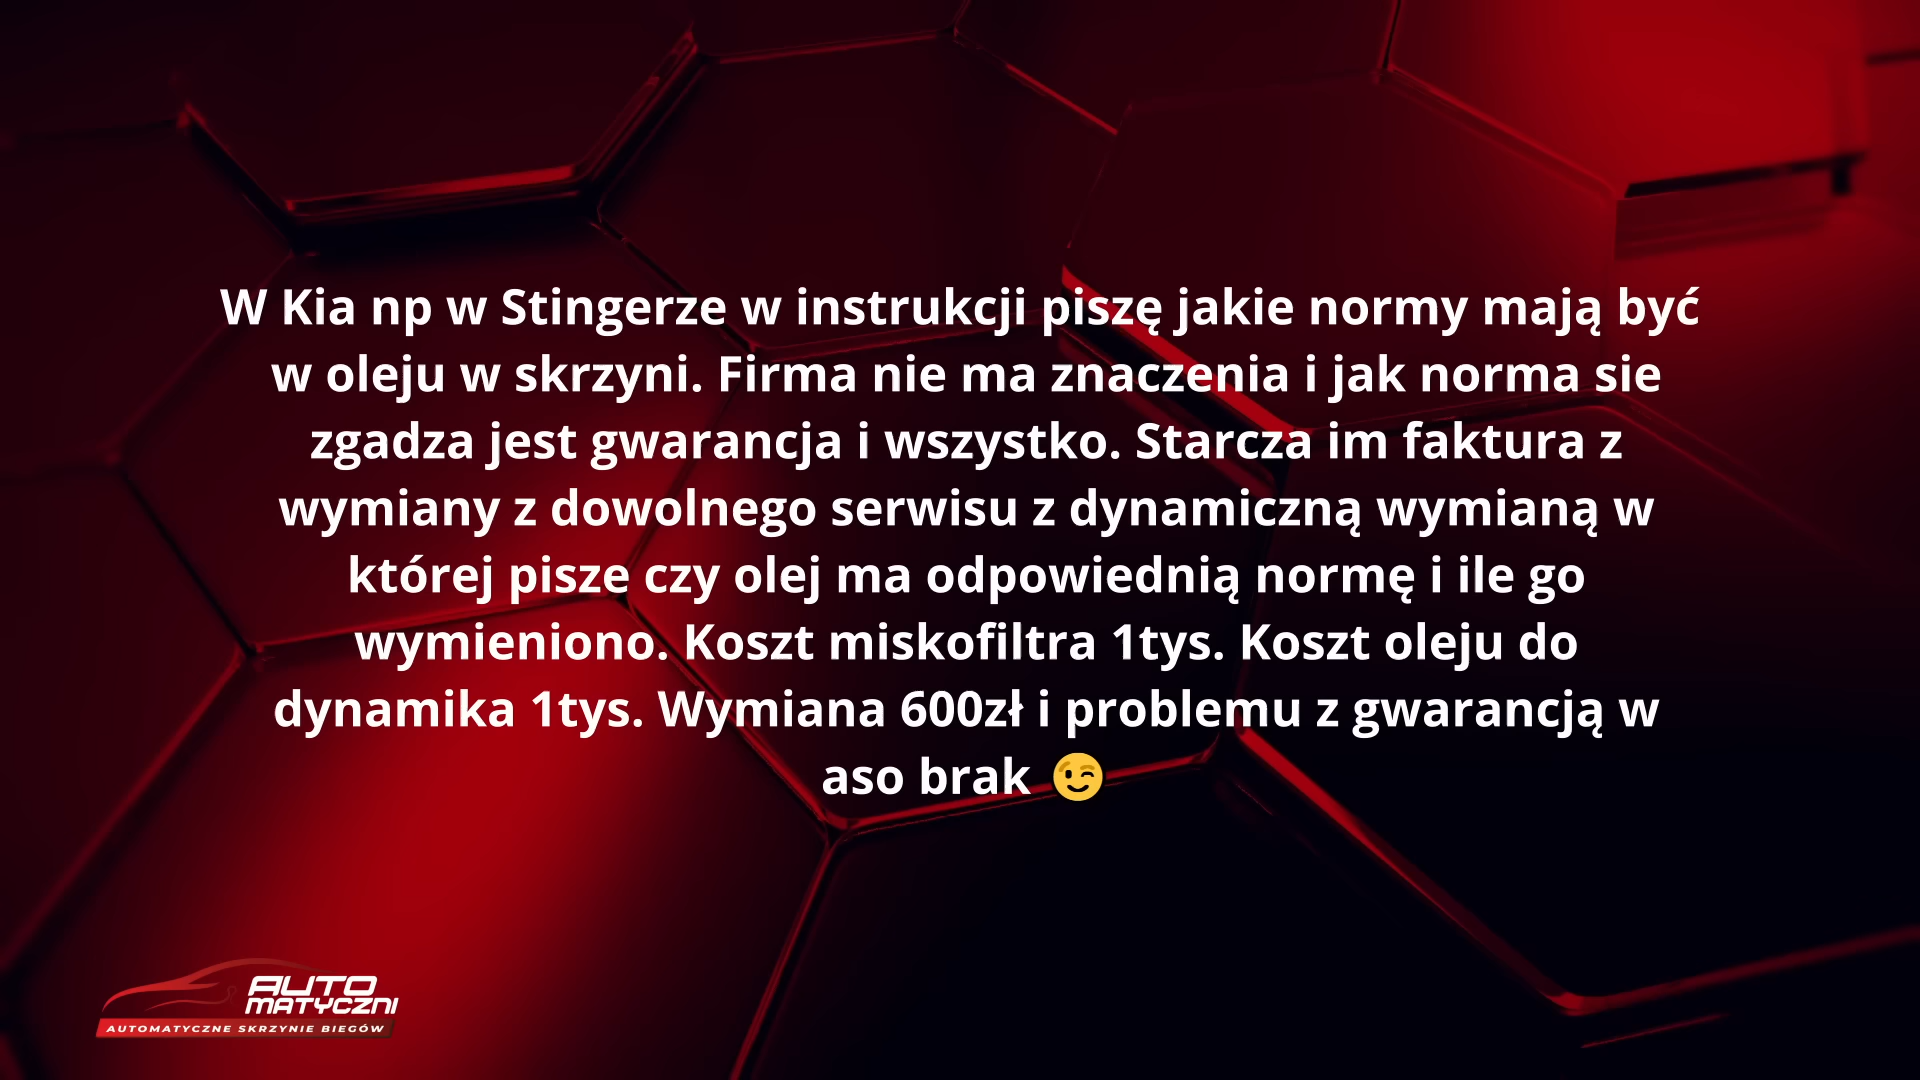 W Kia np w Stingerze w instrukcji piszę jakie normy mają być
w oleju w skrzyni. Firma nie ma znaczenia i jak norma sie
zgadza jest gwarancja i wszystko. Starcza im faktura z
wymiany z dowolnego serwisu z dynamiczną wymianą w
której pisze czy olej ma odpowiednią normę i ile go
wymieniono. Koszt miskofiltra 1tys. Koszt oleju do
dynamika 1tys. Wymiana 600zł i problemu z gwarancją w
aso brak 😉
AUTO
MATYCZNI
AUTOMATYCZNE SKRZYNIE BIEGÓW